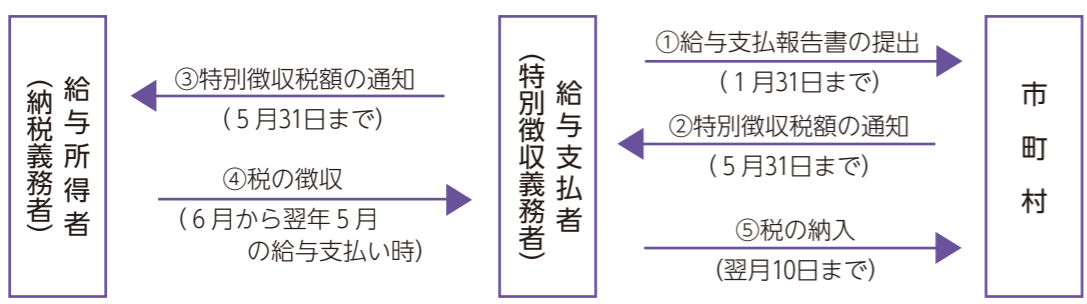 給与所得者
(納税義務者)
③特別徴収税額の通知
(5月31日まで)
④税の徴収
(6月から翌年5月
の給与支払い時)
給与支払者
(特別徴収義務者)
①給与支払報告書の提出
(1月31日まで)
②特別徴収税額の通知
(5月31日まで)
⑤税の納入
(翌月10日まで)
市町村